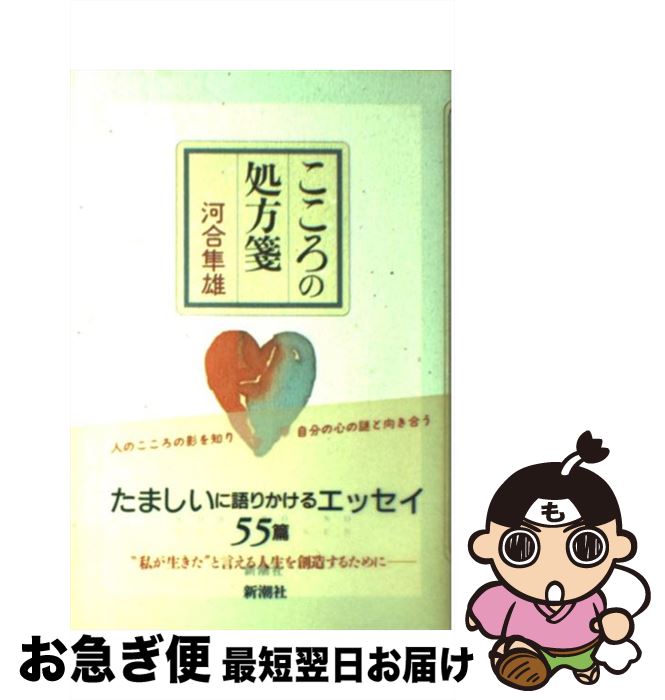 こころの
処方箋
河合隼雄
人のこころの影を知り
自分の心の謎と向き合う
たましいに語りかけるエッセイ
55篇
“私が生きた”と言える人生を創造するために――
新潮社
新潮社
も
お急ぎ便 最短翌日お届け